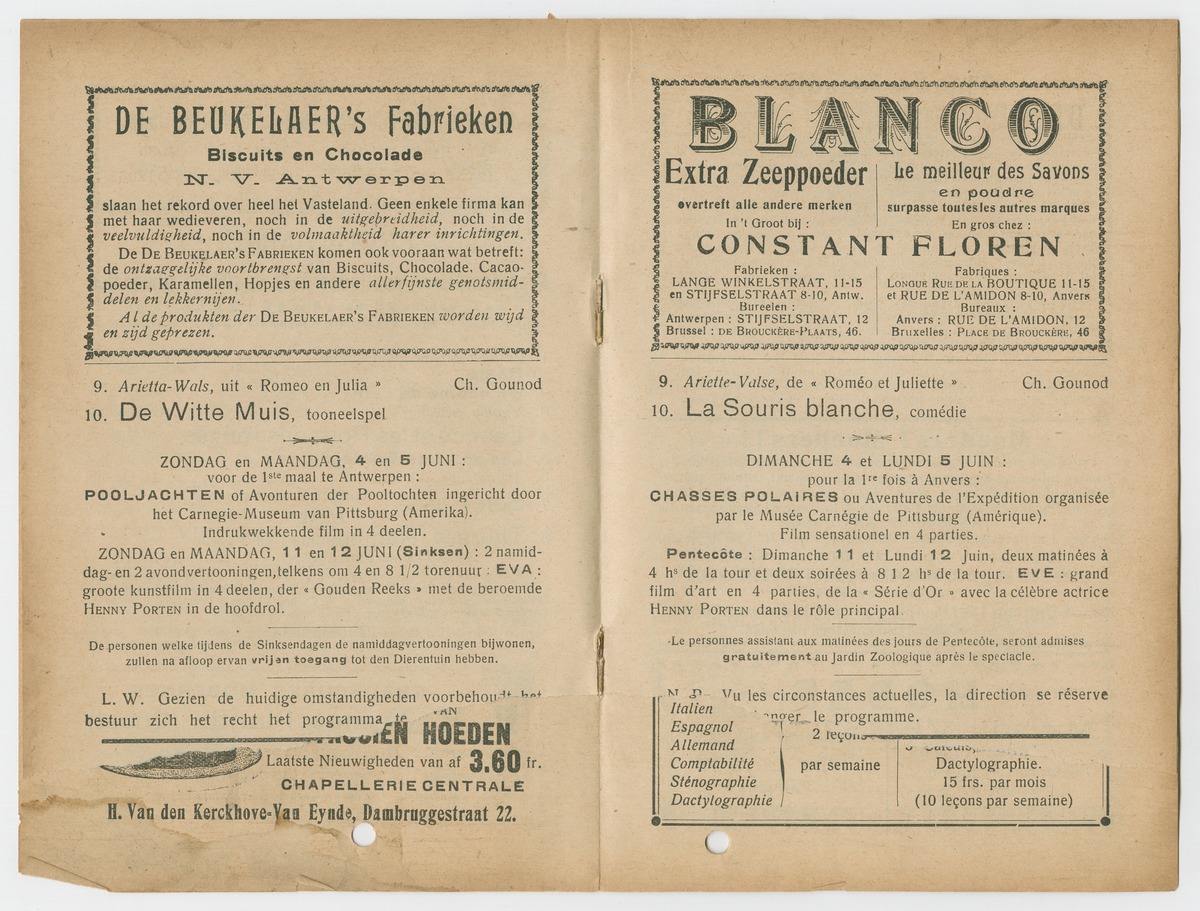 DE BEUKELAER's Fabrieken
Biscuits en Chocolade
N. V. Antwerpen
slaan het rekord over heel het Vasteland. Geen enkele firma kan
met haar wedieveren, noch in de uitgebreidheid, noch in de
veelvuldigheid, noch in de volmaaktheid harer inrichtingen.
De DE BEUKELAER'S FABRIEKEN komen ook vooraan wat betreft:
de ontzaggelijke voortbrengst van Biscuits, Chocolade, Cacao-
poeder, Karamellen, Hopjes en andere allerfijnste genotsmid-
delen en lekkernijen.
Al de produkten der DE BEUKELAER'S FABRIEKEN worden wijd
en zijd geprezen.
9. Arietta-Wals, uit « Romeo en Julia » Ch. Gounod
10. De Witte Muis, tooneelspel
ZONDAG en MAANDAG, 4 en 5 JUNI :
voor de 1ste maal te Antwerpen :
POOLJACHTEN of Avonturen der Pooltochten ingericht door
het Carnegie-Museum van Pittsburg (Amerika).
Indrukwekkende film in 4 deelen.
ZONDAG en MAANDAG, 11 en 12 JUNI (Sinksen) : 2 namid-
dag- en 2 avondvertooningen, telkens om 4 en 8 1/2 torenuur : EVA :
groote kunstfilm in 4 deelen, der « Gouden Reeks » met de beroemde
HENNY PORTEN in de hoofdrol.
De personen welke tijdens de Sinksendagen de namiddagvertooningen bijwonen,
zullen na afloop ervan vrijen toegang tot den Dierentuin hebben.
L. W. Gezien de huidige omstandigheden voorbehoudt het
bestuur zich het recht het programma te
VAN
HOEDEN
Laatste Nieuwigheden van af 3.60 fr.
CHAPELLERIE CENTRALE
H. Van den Kerckhove-Van Eynde, Dambruggestraat 22.
BLANCO
Extra Zeeppoeder
overtreft alle andere merken
In 't Groot bij :
Le meilleur des Savons
en poudre
surpasse toutes les autres marques
En gros chez :
CONSTANT FLOREN
Fabrieken :
LANGE WINKELSTRAAT, 11-15
en STIJFSELSTRAAT 8-10, Antw.
Bureelen :
Antwerpen : STIJFSELSTRAAT, 12
Brussel : DE BROUCKÈRE-PLAATS, 46.
Fabriques :
LONGUE RUE DE LA BOUTIQUE 11-15
et RUE DE L'AMIDON 8-10, Anvers
Bureaux :
Anvers : RUE DE L'AMIDON, 12
Bruxelles : PLACE DE BROUCKÈRE, 46
9. Ariette-Valse, de « Roméo et Juliette » Ch. Gounod
10. La Souris blanche, comédie
DIMANCHE 4 et LUNDI 5 JUIN :
pour la 1re fois à Anvers :
CHASSES POLAIRES ou Aventures de l'Expédition organisée
par le Musée Carnégie de Pittsburg (Amérique).
Film sensationel en 4 parties.
Pentecôte : Dimanche 11 et Lundi 12 Juin, deux matinées à
4 hs de la tour et deux soirées à 8 1 2 hs de la tour. EVE : grand
film d'art en 4 parties, de la « Série d'Or » avec la célèbre actrice
HENNY PORTEN dans le rôle principal.
Le personnes assistant aux matinées des jours de Pentecôte, seront admises
gratuitement au Jardin Zoologique après le spectacle.
N. B. Vu les circonstances actuelles, la direction se réserve
le programme.
Italien
Espagnol
Allemand
Comptabilité
Sténographie
Dactylographie
2 leçons
par semaine
Dactylographie.
15 frs. par mois
(10 leçons par semaine)